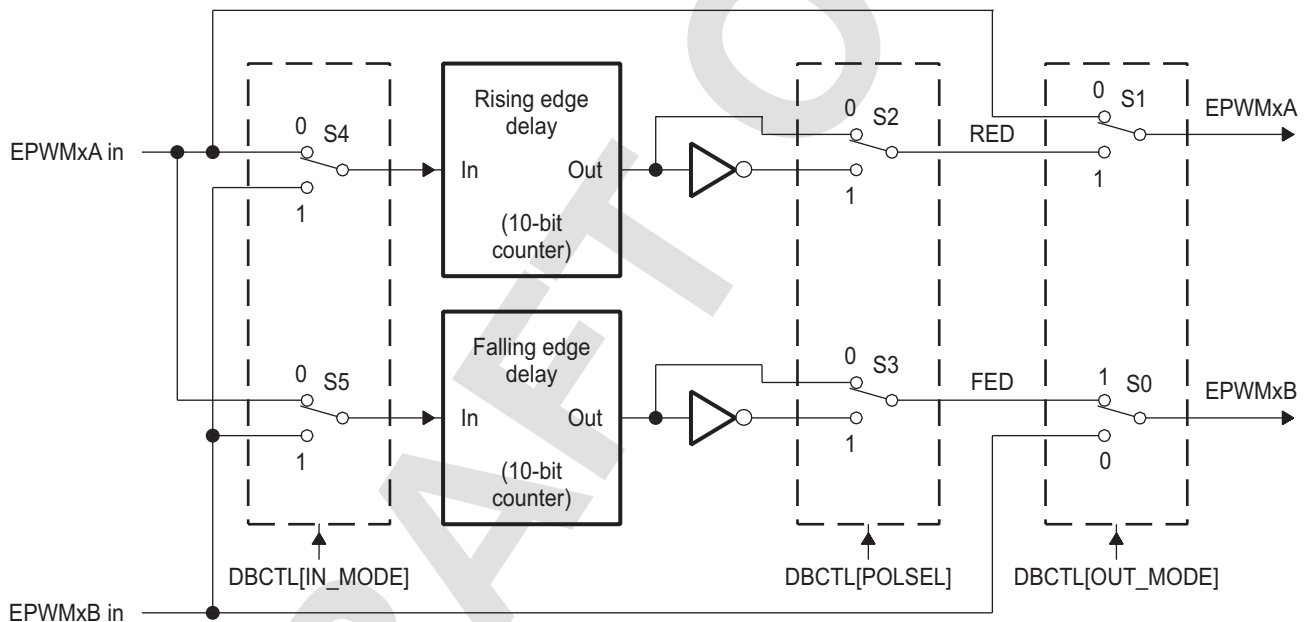 0
S1
EPWMxA
1
RED
0
S2
1
Rising edge
delay
In
Out
(10-bit
counter)
0
S4
1
EPWMxA in
Falling edge
delay
In
Out
(10-bit
counter)
0
S5
1
0
S3
1
FED
1
S0
0
EPWMxB
DBCTL[IN_MODE]
DBCTL[POLSEL]
DBCTL[OUT_MODE]
EPWMxB in